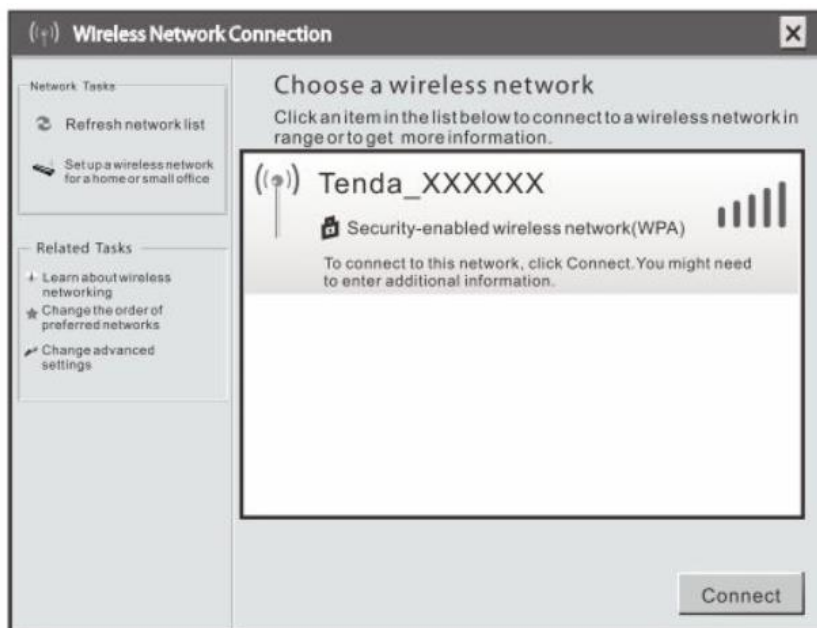 Wireless Network Connection
Network Tasks
Refresh network list
Set up a wireless network
for a home or small office
Related Tasks
Learn about wireless
networking
Change the order of
preferred networks
Change advanced
settings
Choose a wireless network
Click an item in the list below to connect to a wireless network in
range or to get more information.
Tenda_XXXXXX
Security-enabled wireless network(WPA)
To connect to this network, click Connect. You might need
to enter additional information.
Connect